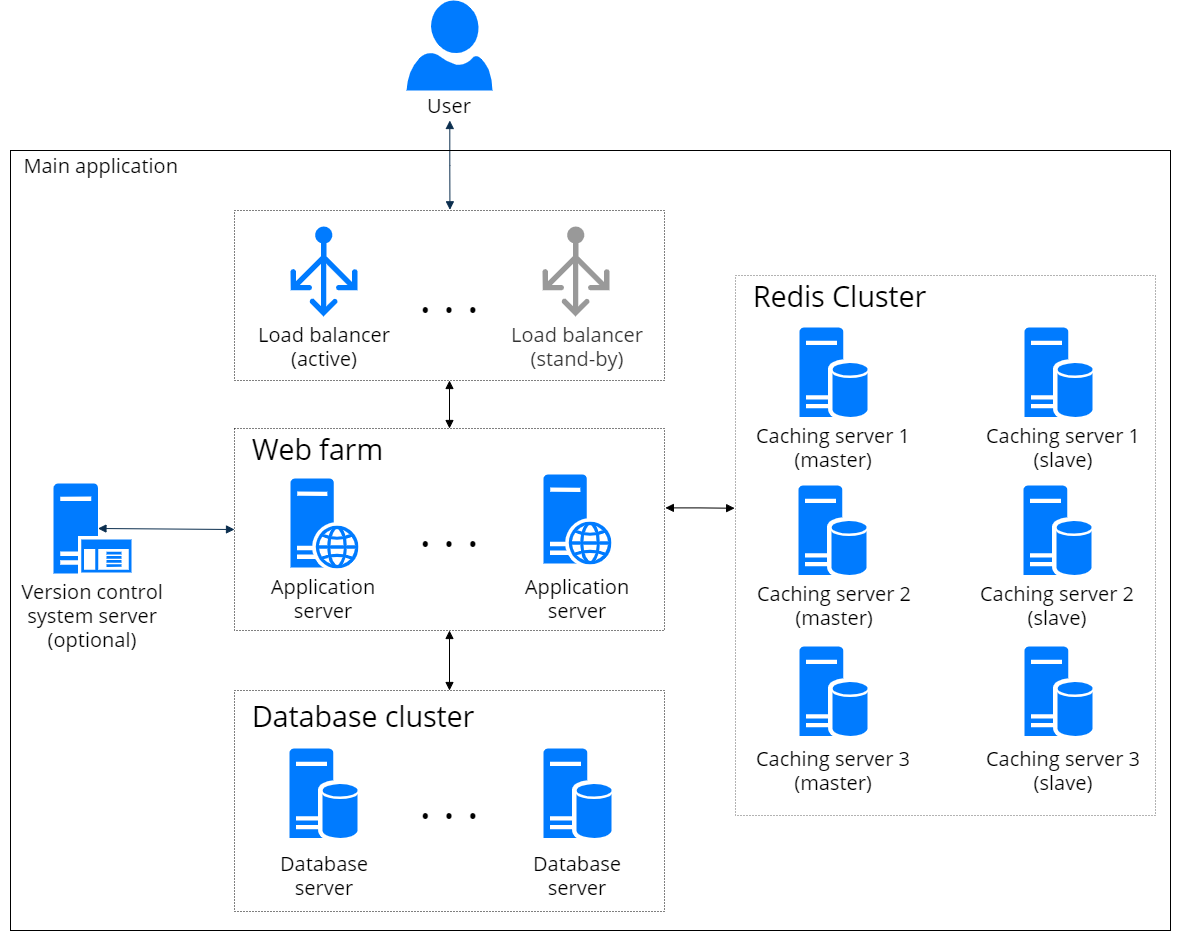 User
Main application
Load balancer
(active)
. . .
Load balancer
(stand-by)
Redis Cluster
Caching server 1
(master)
Caching server 1
(slave)
Caching server 2
(master)
Caching server 2
(slave)
Caching server 3
(master)
Caching server 3
(slave)
Web farm
Application
server
. . .
Application
server
Version control
system server
(optional)
Database cluster
Database
server
. . .
Database
server